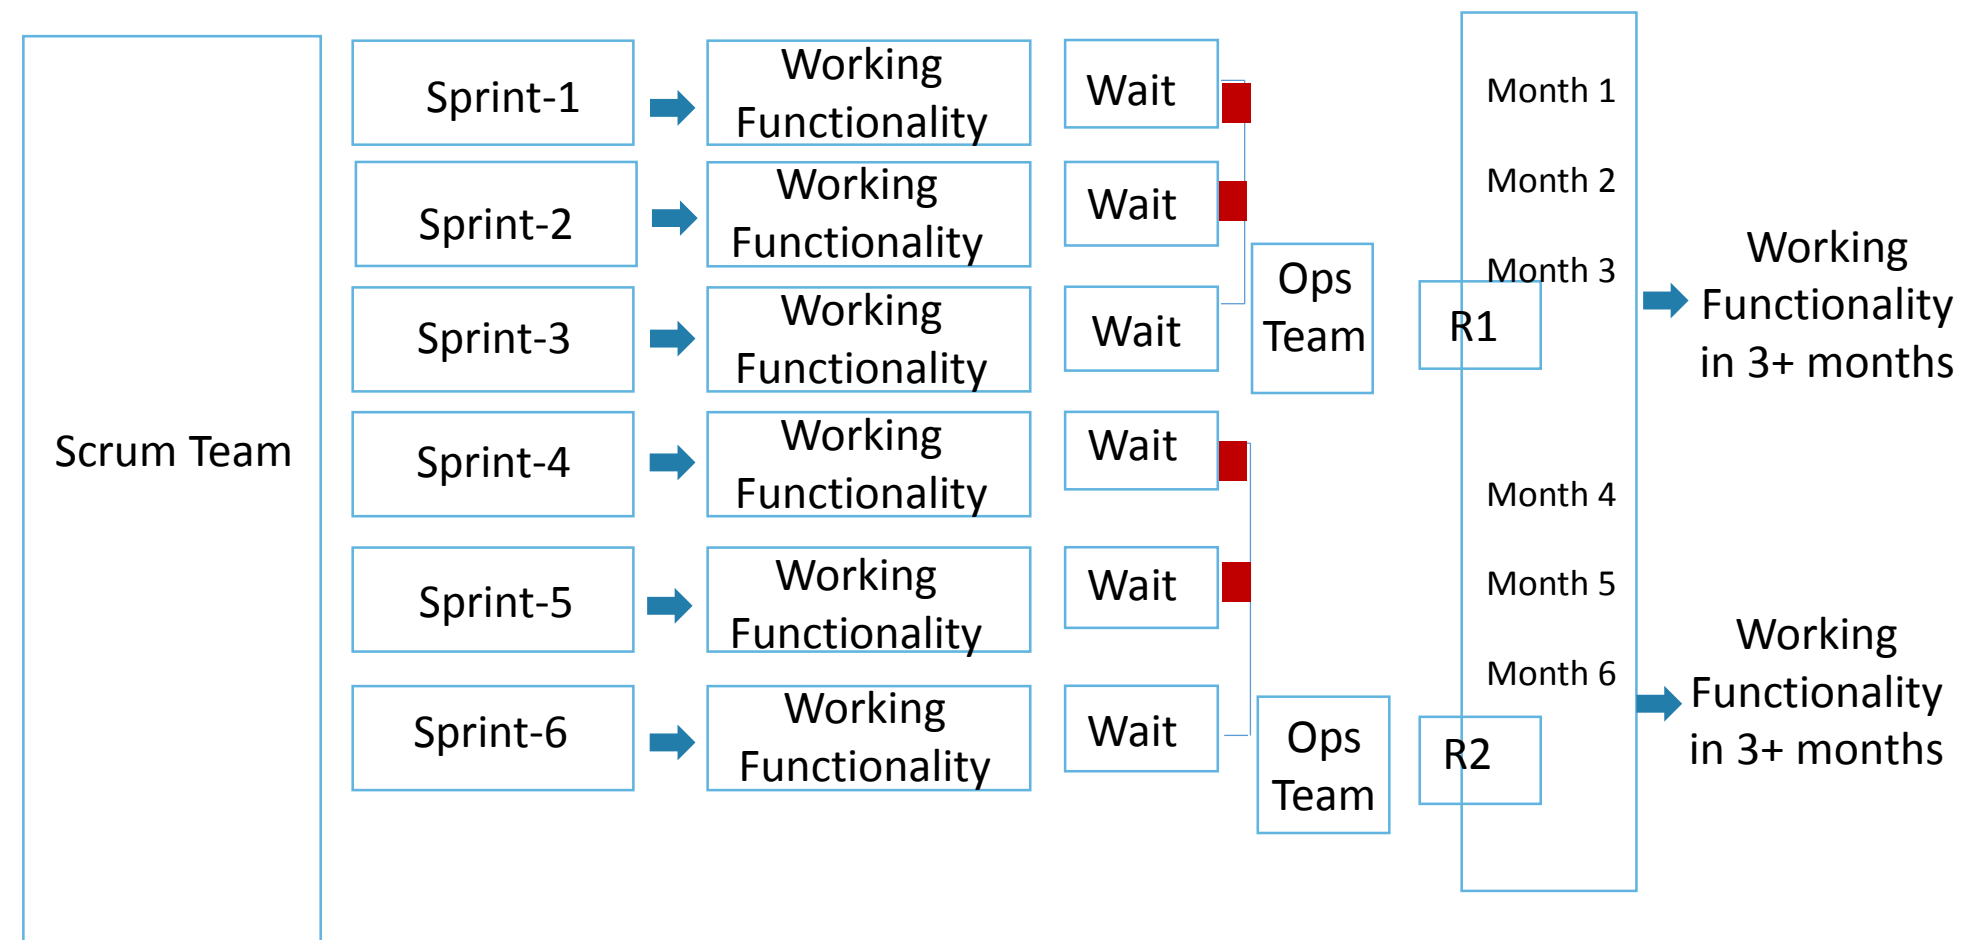 Scrum Team
Sprint-1
Working
Functionality
Wait
Sprint-2
Working
Functionality
Wait
Sprint-3
Working
Functionality
Wait
Ops
Team
Sprint-4
Working
Functionality
Wait
Sprint-5
Working
Functionality
Wait
Sprint-6
Working
Functionality
Wait
Ops
Team
Month 1
Month 2
Month 3
R1
Month 4
Month 5
Month 6
R2
Working
Functionality
in 3+ months
Working
Functionality
in 3+ months